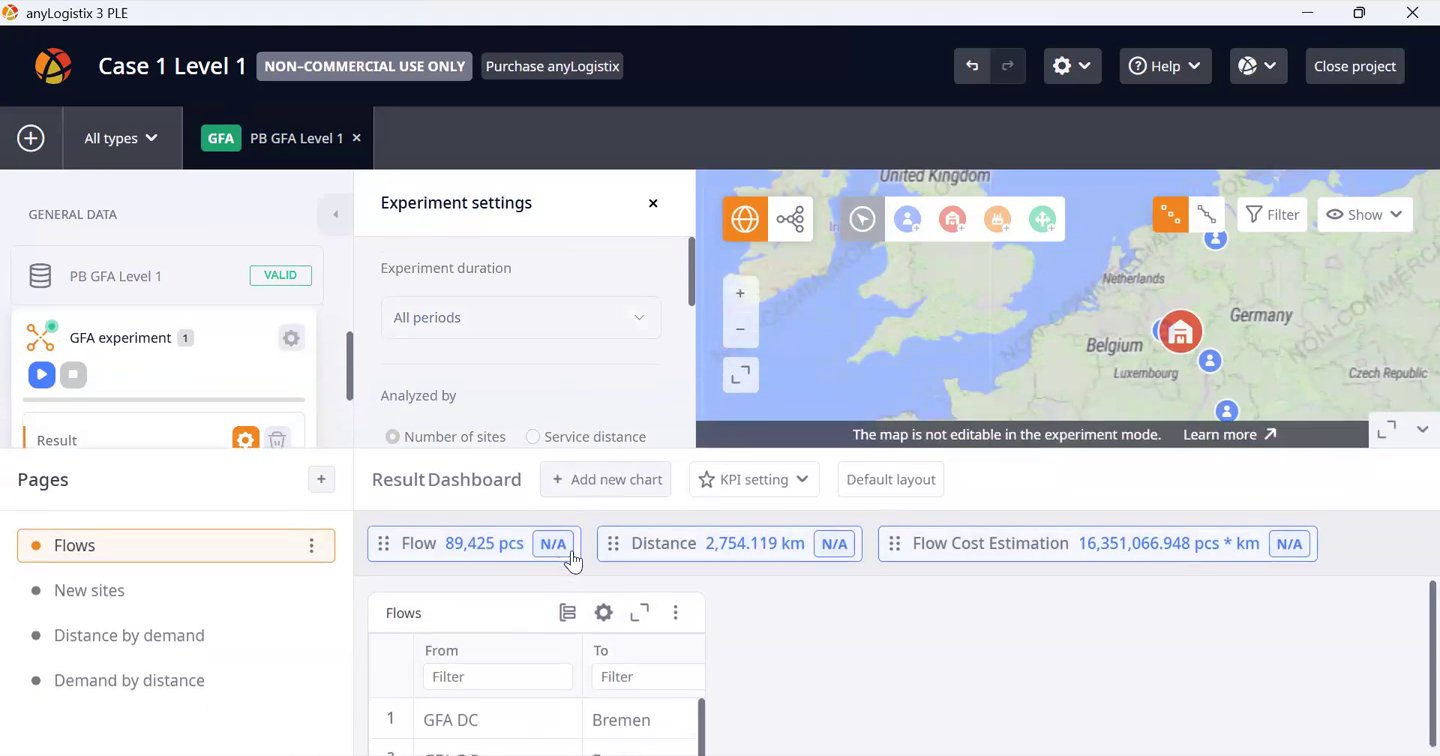 anyLogistix 3 PLE
Case 1 Level 1
NON-COMMERCIAL USE ONLY
Purchase anyLogistix
Help
Close project
All types
GFA
PB GFA Level 1
GENERAL DATA
PB GFA Level 1
VALID
GFA experiment
1
Result
Experiment settings
Experiment duration
All periods
Analyzed by
Number of sites
Service distance
United Kingdom
Filter
Show
Netherlands
Germany
Belgium
Luxembourg
Czech Republic
The map is not editable in the experiment mode.
Learn more
Pages
Result Dashboard
Add new chart
KPI setting
Default layout
Flows
New sites
Distance by demand
Demand by distance
Flow 89,425 pcs N/A
Distance 2,754.119 km N/A
Flow Cost Estimation 16,351,066.948 pcs * km N/A
Flows
From
To
Filter
Filter
1
GFA DC
Bremen